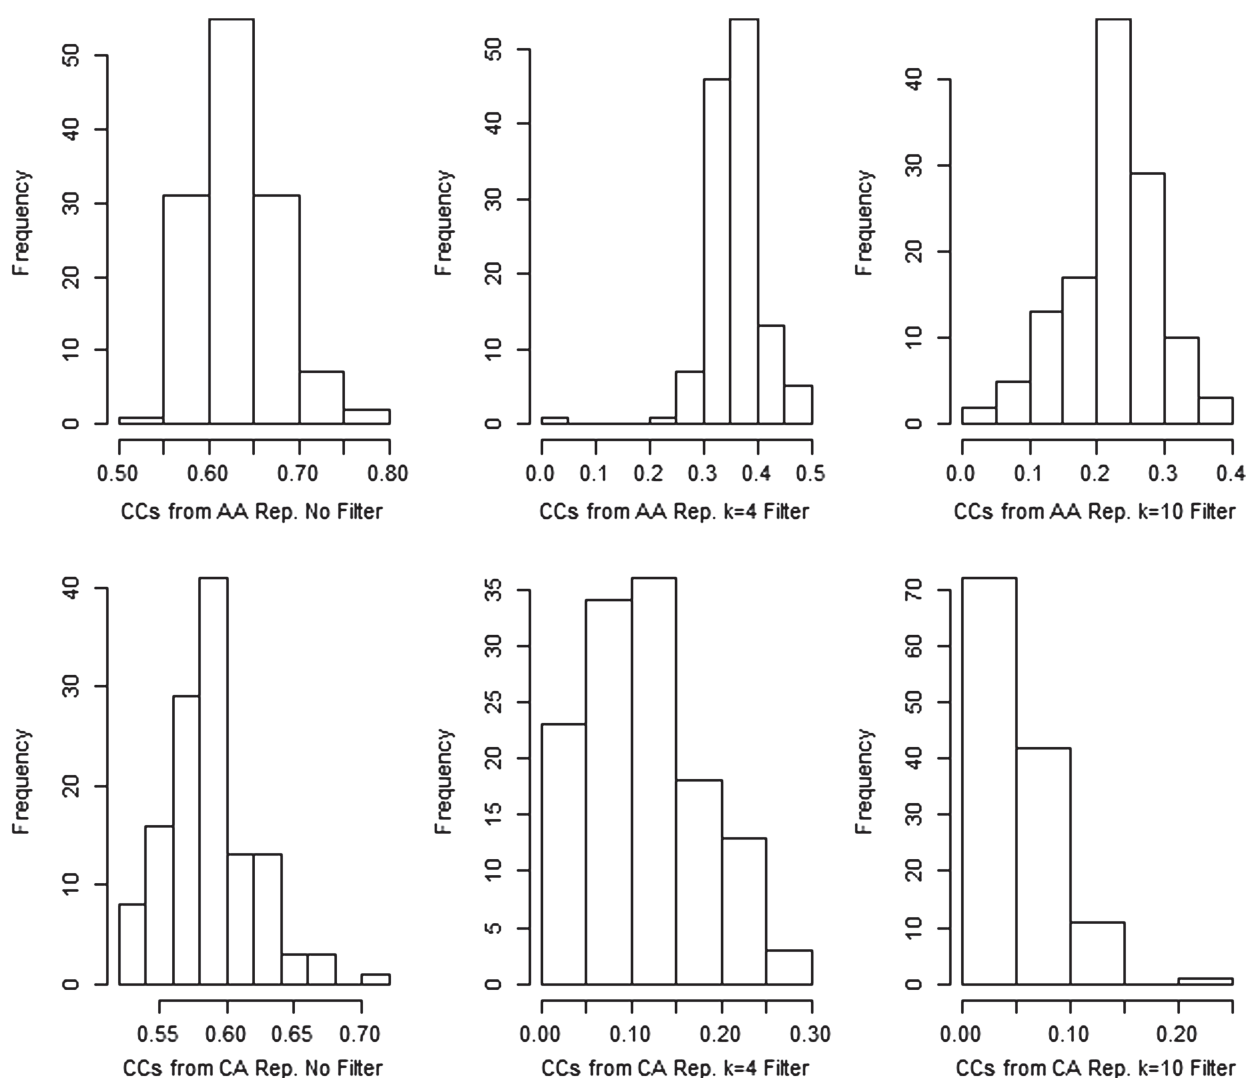 Frequency
50
40
30
20
10
0
0.50 0.60 0.70 0.80
CCs from AA Rep. No Filter
Frequency
50
40
30
20
10
0
0.0 0.1 0.2 0.3 0.4 0.5
CCs from AA Rep. k=4 Filter
Frequency
40
30
20
10
0
0.0 0.1 0.2 0.3 0.4
CCs from AA Rep. k=10 Filter
Frequency
40
30
20
10
0
0.55 0.60 0.65 0.70
CCs from CA Rep. No Filter
Frequency
35
30
25
20
15
10
5
0
0.00 0.10 0.20 0.30
CCs from CA Rep. k=4 Filter
Frequency
70
60
50
40
30
20
10
0
0.00 0.10 0.20
CCs from CA Rep. k=10 Filter